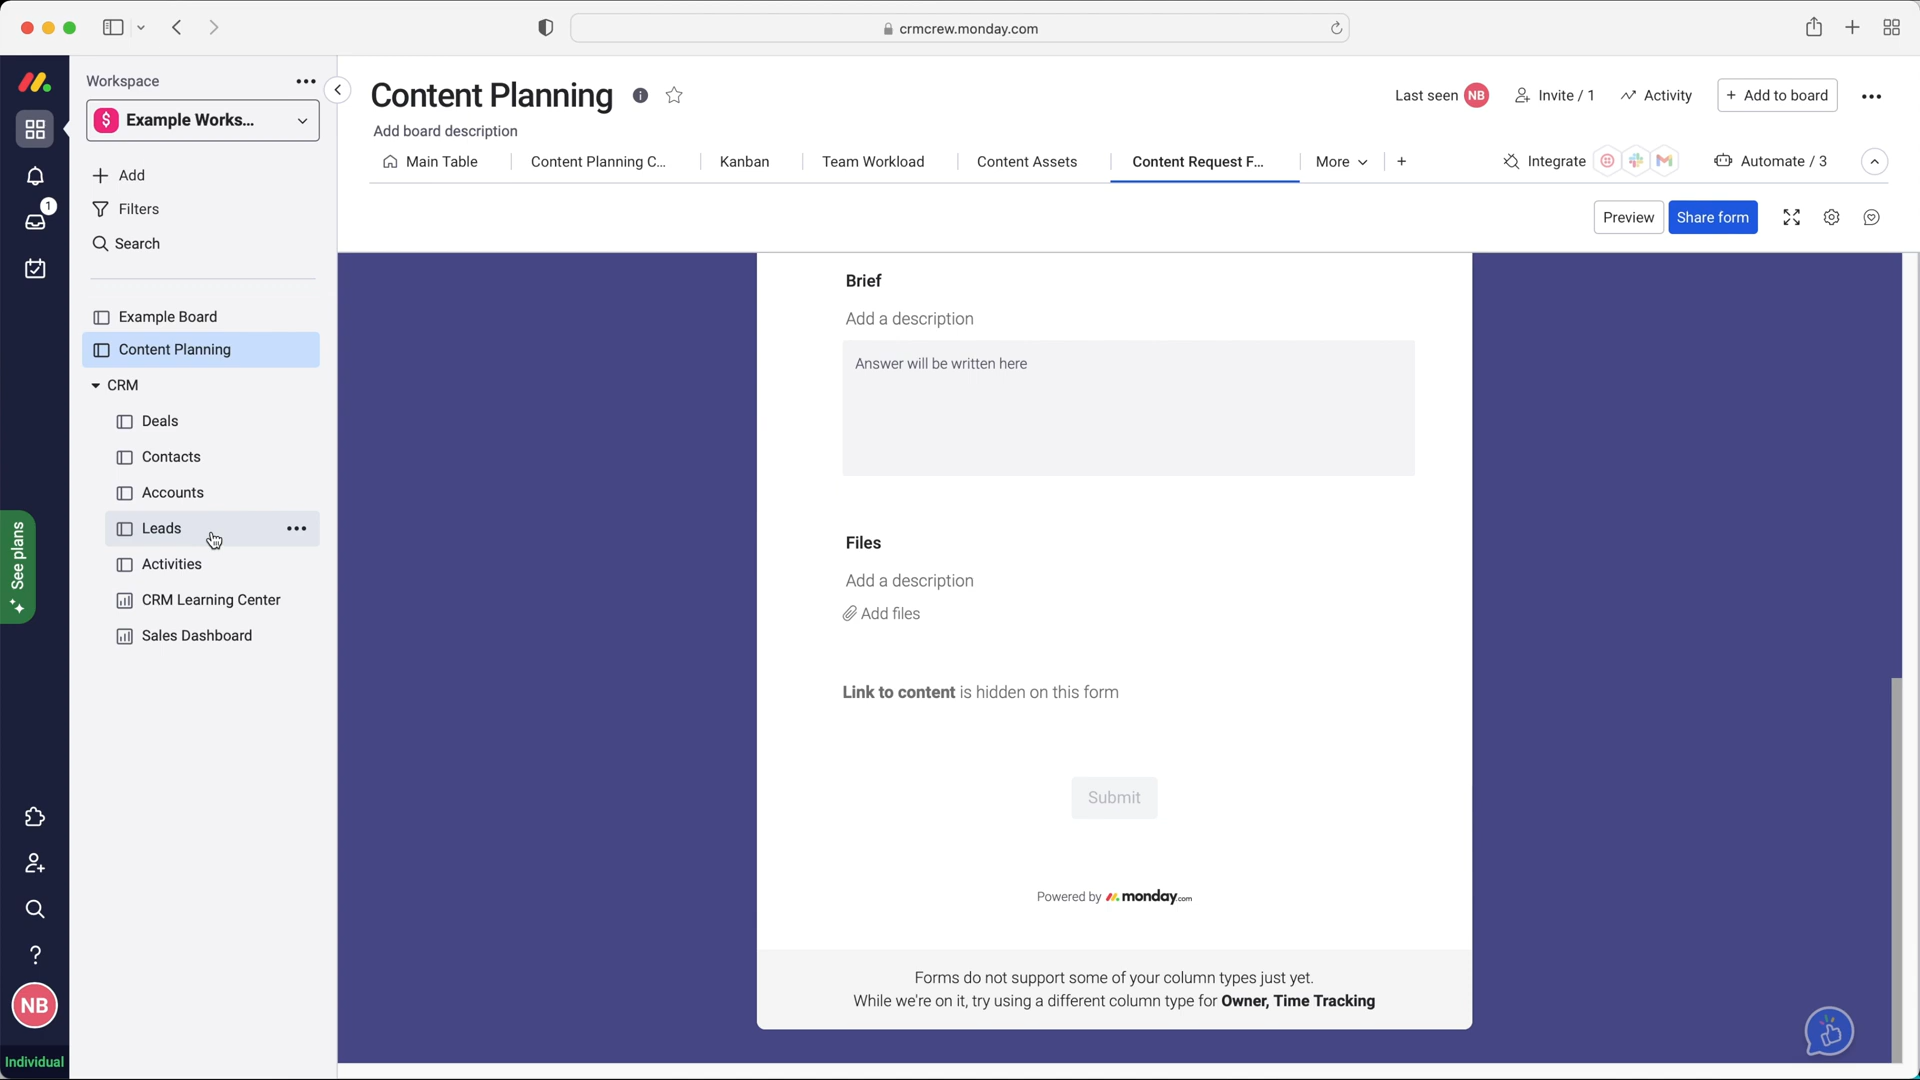 crmcrew.monday.com
Workspace
Example Works...
Add
Filters
Search
Example Board
Content Planning
CRM
Deals
Contacts
Accounts
Leads
Activities
CRM Learning Center
Sales Dashboard
1
See plans
NB
Individual
Content Planning
Add board description
Last seen NB
Invite / 1
Activity
+ Add to board
Main Table
Content Planning C...
Kanban
Team Workload
Content Assets
Content Request F...
More
+
Integrate
Automate / 3
Preview
Share form
Brief
Add a description
Answer will be written here
Files
Add a description
Add files
Link to content is hidden on this form
Submit
Powered by monday.com
Forms do not support some of your column types just yet.
While we're on it, try using a different column type for Owner, Time Tracking